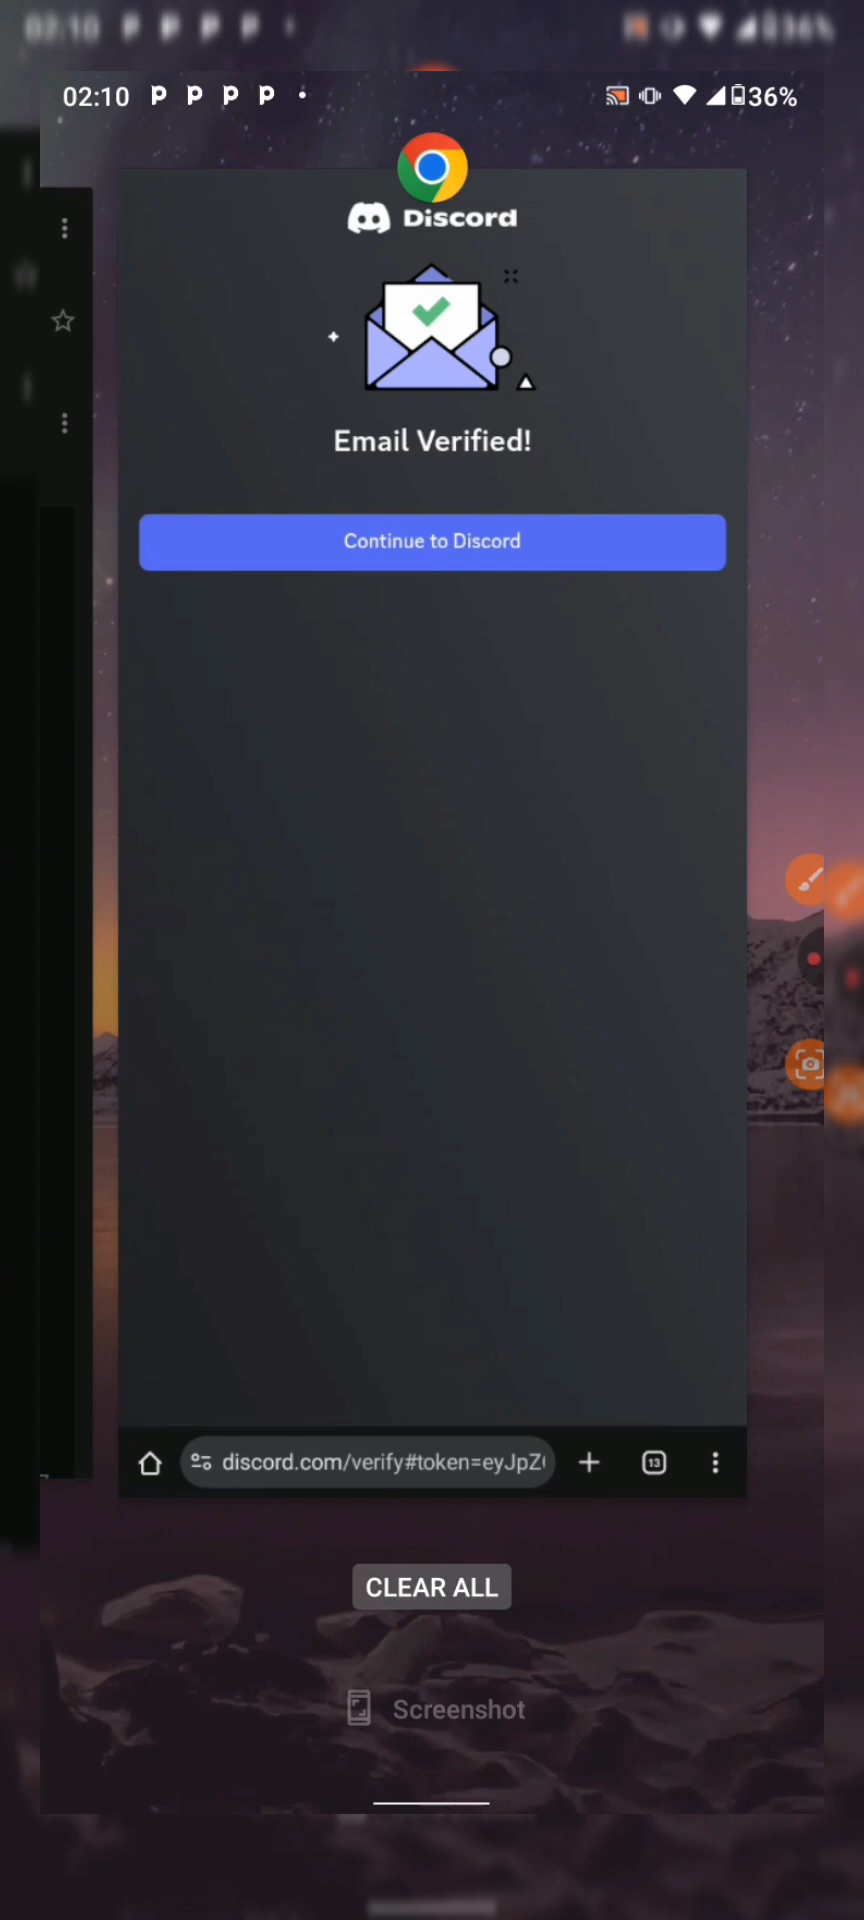 02:10 p p p p • 36%
Discord
Email Verified!
Continue to Discord
discord.com/verify#token=eyJpZ
13
CLEAR ALL
Screenshot